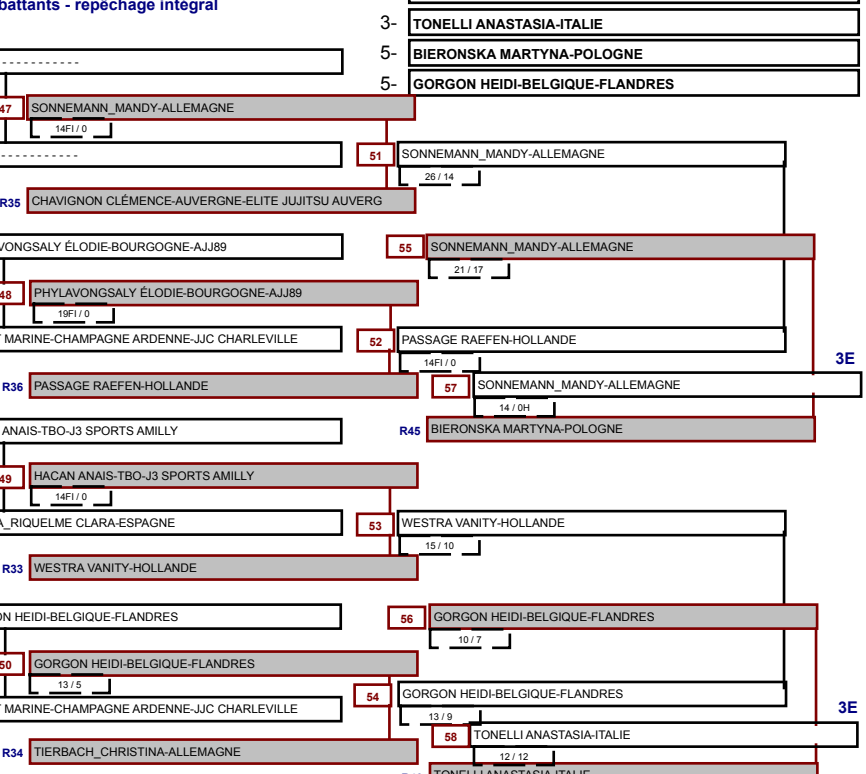 battants - repêchage intégral
3- TONELLI ANASTASIA-ITALIE
5- BIERONSKA MARTYNA-POLOGNE
5- GORGON HEIDI-BELGIQUE-FLANDRES
- - - - - - - - - - -
47 SONNEMANN_MANDY-ALLEMAGNE
14FI / 0
- - - - - - - - - - -
51 SONNEMANN_MANDY-ALLEMAGNE
26 / 14
R35 CHAVIGNON CLÉMENCE-AUVERGNE-ELITE JUJITSU AUVERG
VONGSALY ÉLODIE-BOURGOGNE-AJJ89
55 SONNEMANN_MANDY-ALLEMAGNE
21 / 17
48 PHYLAVONGSALY ÉLODIE-BOURGOGNE-AJJ89
19FI / 0
MARINE-CHAMPAGNE ARDENNE-JJC CHARLEVILLE
52 PASSAGE RAEFEN-HOLLANDE
14FI / 0
3E
R36 PASSAGE RAEFEN-HOLLANDE
57 SONNEMANN_MANDY-ALLEMAGNE
14 / 0H
ANAIS-TBO-J3 SPORTS AMILLY
R45 BIERONSKA MARTYNA-POLOGNE
49 HACAN ANAIS-TBO-J3 SPORTS AMILLY
14FI / 0
A_RIQUELME CLARA-ESPAGNE
53 WESTRA VANITY-HOLLANDE
15 / 10
R33 WESTRA VANITY-HOLLANDE
ON HEIDI-BELGIQUE-FLANDRES
56 GORGON HEIDI-BELGIQUE-FLANDRES
10 / 7
50 GORGON HEIDI-BELGIQUE-FLANDRES
13 / 5
54 GORGON HEIDI-BELGIQUE-FLANDRES
13 / 9
MARINE-CHAMPAGNE ARDENNE-JJC CHARLEVILLE
3E
58 TONELLI ANASTASIA-ITALIE
12 / 12
R34 TIERBACH_CHRISTINA-ALLEMAGNE
TONELLI ANASTASIA-ITALIE